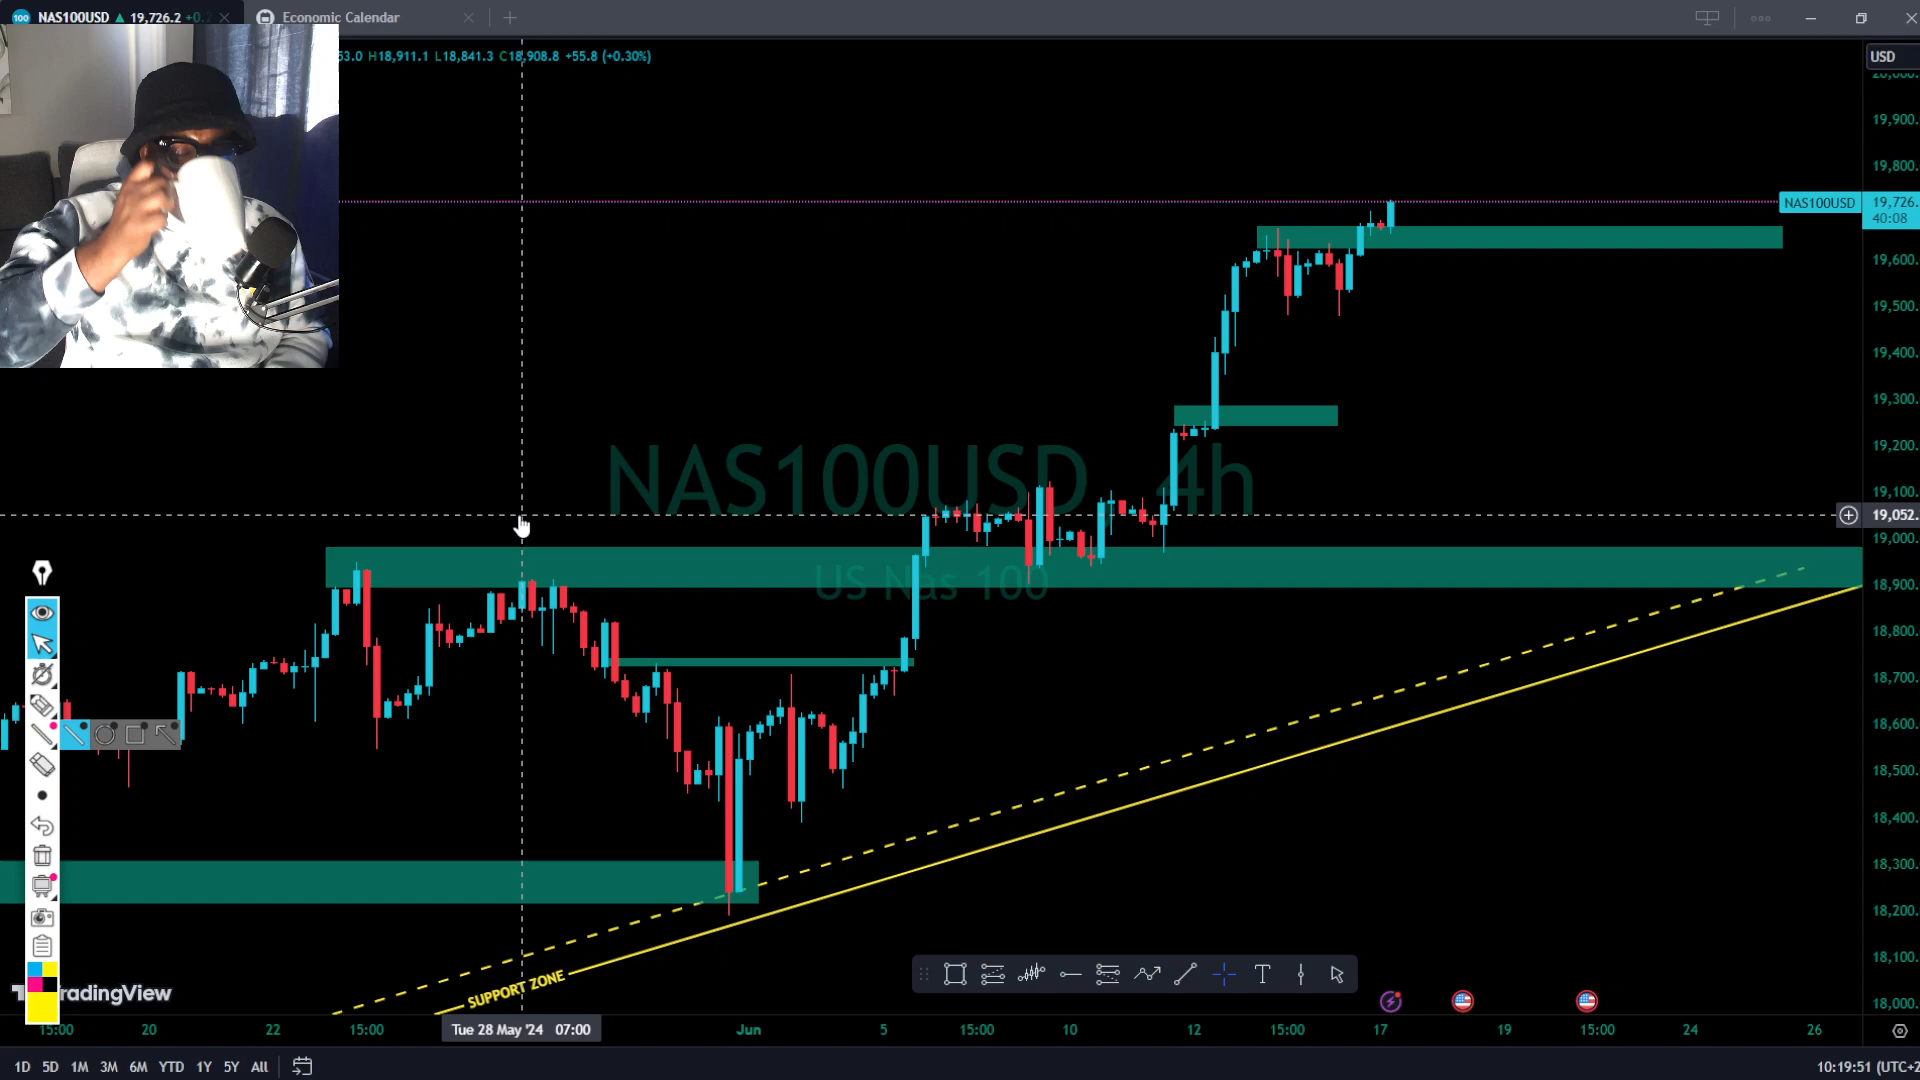 NAS100USD ▲ 19,726.2
Economic Calendar
53.0 H18,911.1 L18,841.3 C18,908.8 +55.8 (+0.30%)
USD
19,900.
19,800.
NAS100USD 19,726.
40:08
19,600.
19,500.
19,400.
19,300.
19,200.
19,100.
19,052.
19,000.
18,900.
18,800.
18,700.
18,600.
18,500.
18,400.
18,300.
18,200.
18,100.
18,000.
NAS100USD, 4h
US Nas 100
SUPPORT ZONE
TradingView
15:00 20 22 15:00 Tue 28 May '24 07:00 Jun 5 15:00 10 12 15:00 17 19 15:00 24 26
1D 5D 1M 3M 6M YTD 1Y 5Y All
10:19:51 (UTC+2